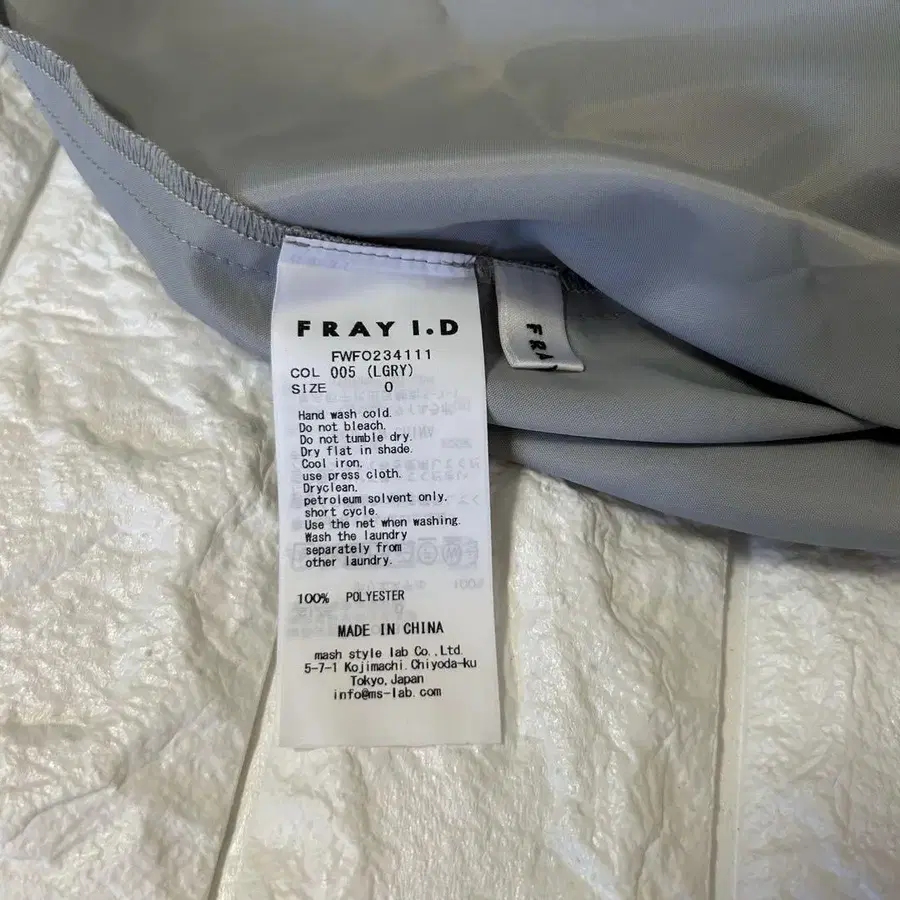 FRAY I.D
FWFO234111
COL 005 (LGRY)
SIZE 0
Hand wash cold.
Do not bleach.
Do not tumble dry.
Dry flat in shade.
Cool iron,
use press cloth.
Dryclean,
petroleum solvent only,
short cycle.
Use the net when washing.
Wash the laundry
separately from
other laundry.
100% POLYESTER
MADE IN CHINA
mash style lab Co.,Ltd.
5-7-1 Kojimachi.Chiyoda-ku
Tokyo,Japan
info@ms-lab.com
FRA